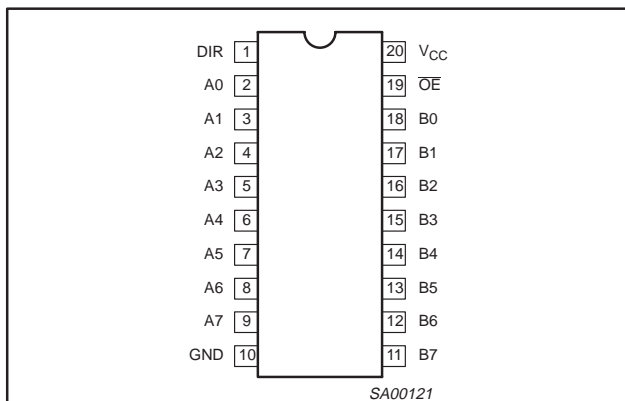 DIR 1 20 VCC
A0 2 19 OE
A1 3 18 B0
A2 4 17 B1
A3 5 16 B2
A4 6 15 B3
A5 7 14 B4
A6 8 13 B5
A7 9 12 B6
GND 10 11 B7
SA00121